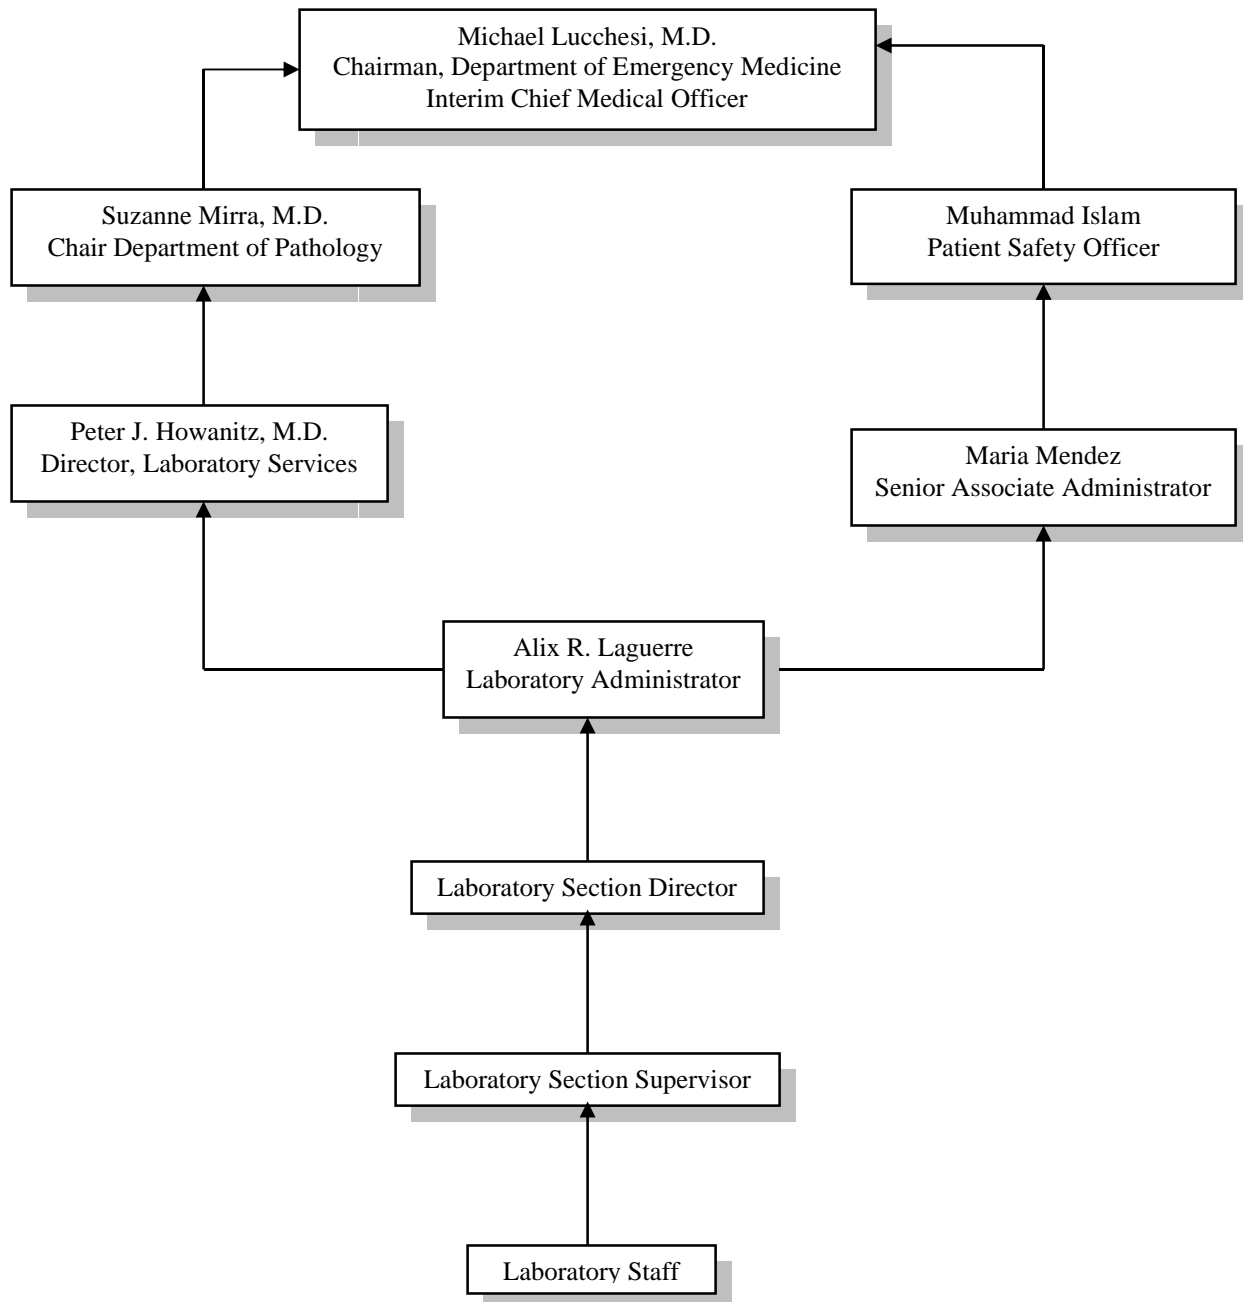 Michael Lucchesi, M.D.
Chairman, Department of Emergency Medicine
Interim Chief Medical Officer
Suzanne Mirra, M.D.
Chair Department of Pathology
Muhammad Islam
Patient Safety Officer
Peter J. Howanitz, M.D.
Director, Laboratory Services
Maria Mendez
Senior Associate Administrator
Alix R. Laguerre
Laboratory Administrator
Laboratory Section Director
Laboratory Section Supervisor
Laboratory Staff